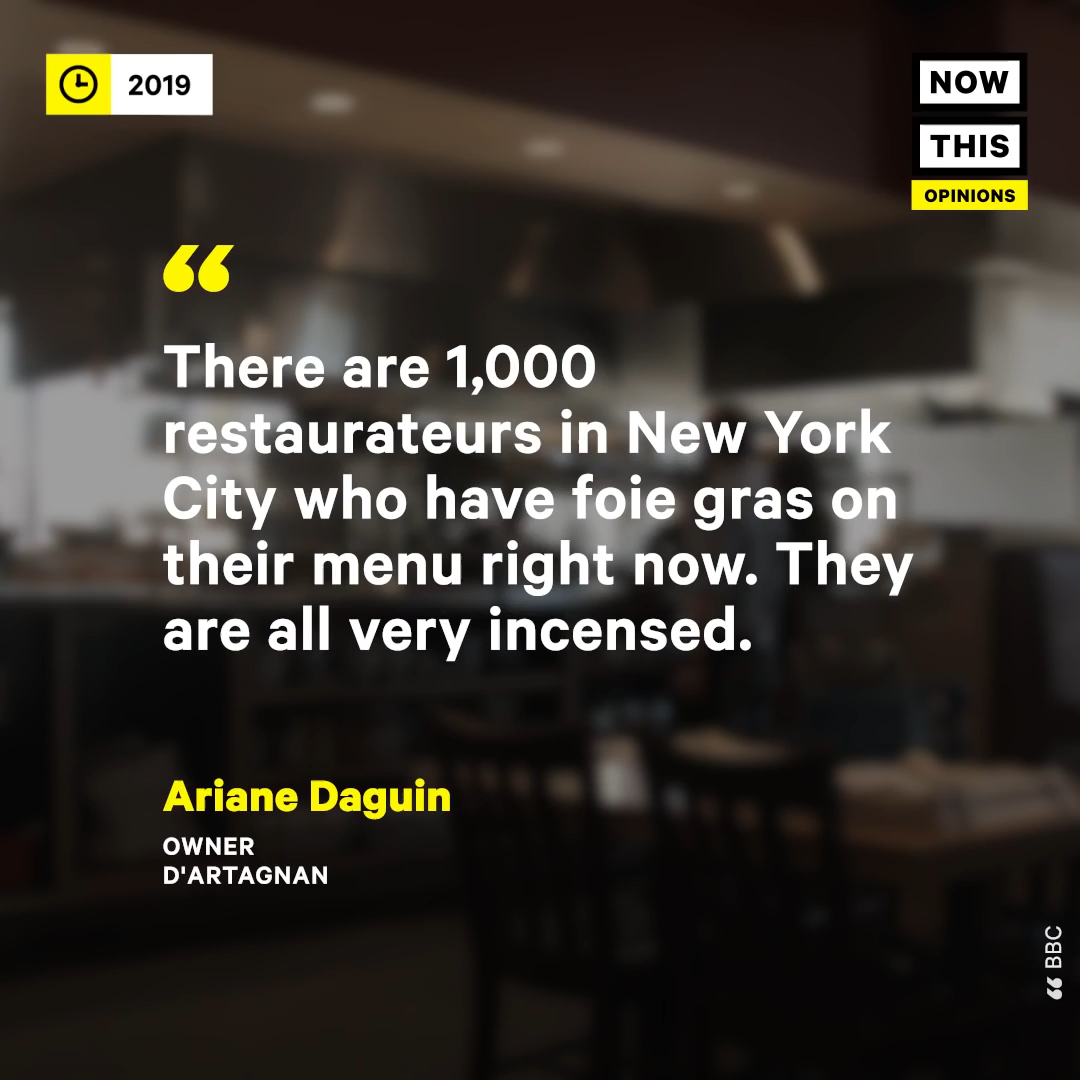 2019
NOW
THIS
OPINIONS
“
There are 1,000
restaurateurs in New York
City who have foie gras on
their menu right now. They
are all very incensed.
Ariane Daguin
OWNER
D'ARTAGNAN
“ BBC